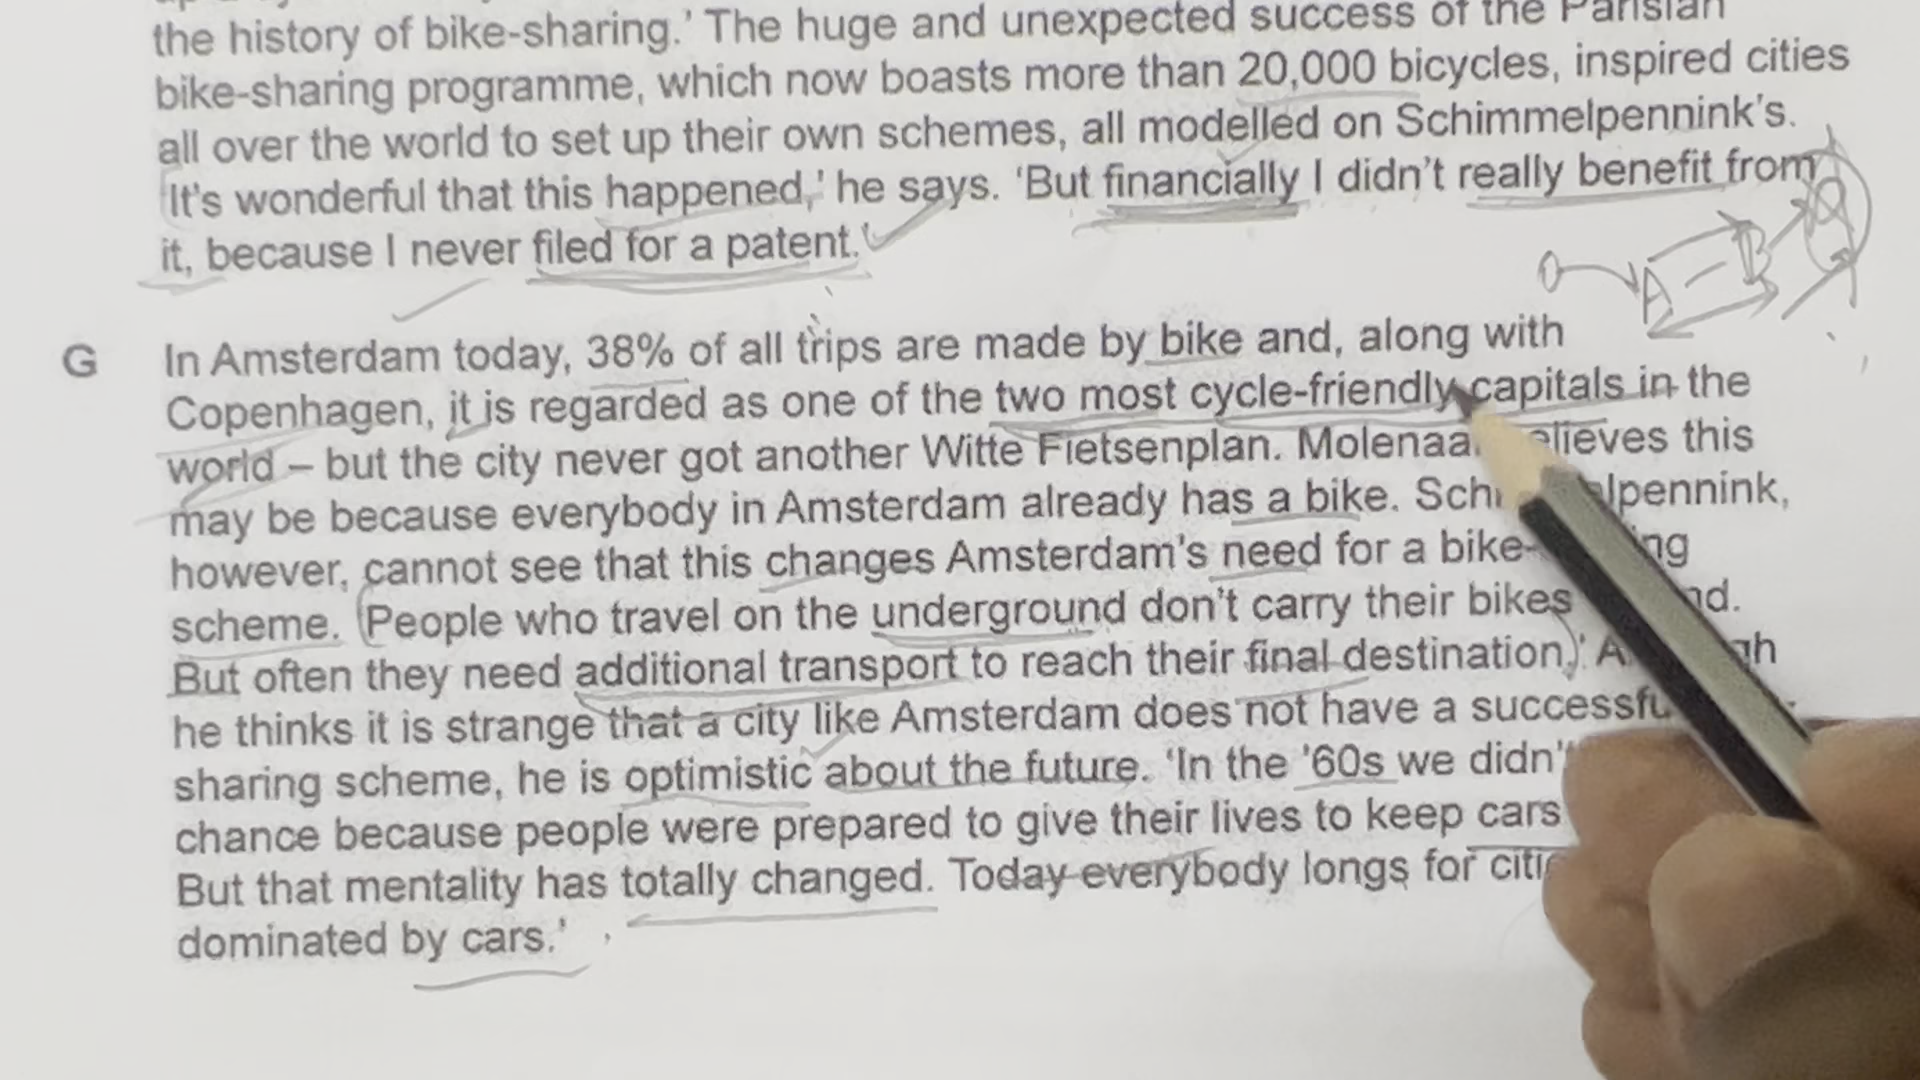 the history of bike-sharing.' The huge and unexpected success of the Parisian
bike-sharing programme, which now boasts more than 20,000 bicycles, inspired cities
all over the world to set up their own schemes, all modelled on Schimmelpennink's.
'It's wonderful that this happened,' he says. 'But financially I didn't really benefit from
it, because I never filed for a patent.'
A B
G In Amsterdam today, 38% of all trips are made by bike and, along with
Copenhagen, it is regarded as one of the two most cycle-friendly capitals in the
world – but the city never got another Witte Fietsenplan. Molenaa elieves this
may be because everybody in Amsterdam already has a bike. Sch lpennink,
however, cannot see that this changes Amsterdam's need for a bike- ng
scheme. 'People who travel on the underground don't carry their bikes nd.
But often they need additional transport to reach their final destination.' A gh
he thinks it is strange that a city like Amsterdam does not have a successfu
sharing scheme, he is optimistic about the future. 'In the '60s we didn't
chance because people were prepared to give their lives to keep cars
But that mentality has totally changed. Today everybody longs for citi
dominated by cars.'